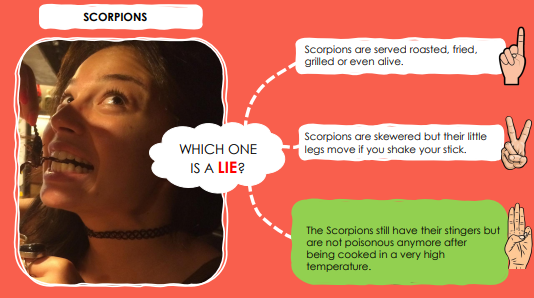 SCORPIONS
WHICH ONE
IS A LIE?
Scorpions are served roasted, fried,
grilled or even alive.
Scorpions are skewered but their little
legs move if you shake your stick.
The Scorpions still have their stingers but
are not poisonous anymore after
being cooked in a very high
temperature.